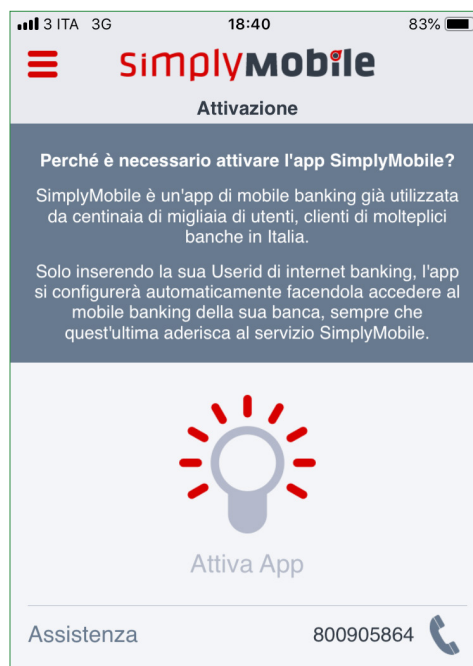 3 ITA 3G 18:40 83%
simplymobile
Attivazione
Perché è necessario attivare l'app SimplyMobile?
SimplyMobile è un'app di mobile banking già utilizzata
da centinaia di migliaia di utenti, clienti di molteplici
banche in Italia.
Solo inserendo la sua Userid di internet banking, l'app
si configurerà automaticamente facendola accedere al
mobile banking della sua banca, sempre che
quest'ultima aderisca al servizio SimplyMobile.
Attiva App
Assistenza 800905864